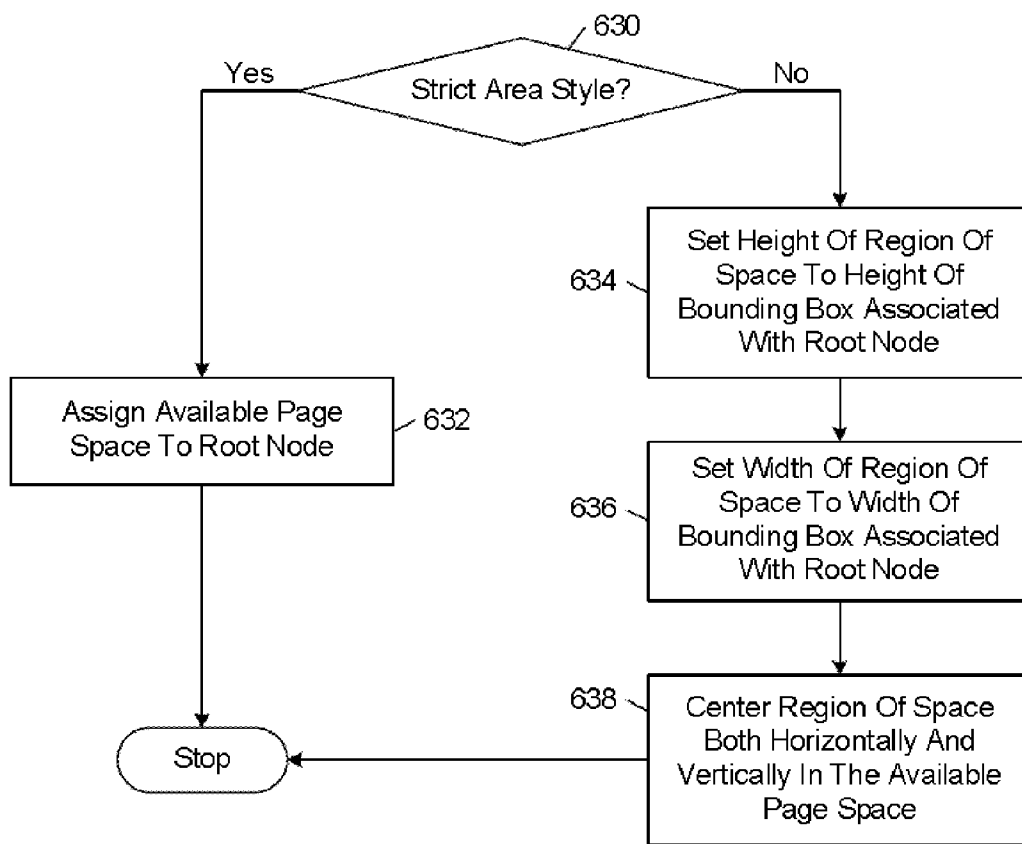 630
Strict Area Style?
Yes
No
634
Set Height Of Region Of
Space To Height Of
Bounding Box Associated
With Root Node
Assign Available Page
Space To Root Node
632
636
Set Width Of Region Of
Space To Width Of
Bounding Box Associated
With Root Node
638
Center Region Of Space
Both Horizontally And
Vertically In The Available
Page Space
Stop